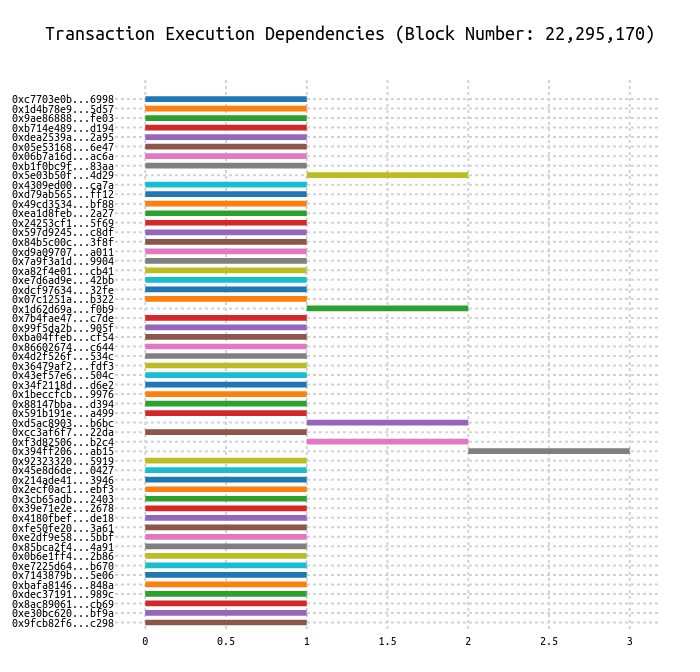 Transaction Execution Dependencies (Block Number: 22,295,170)
0xc7703e0b...6998
0x1d4b78e9...5d57
0x9ae86888...fe03
0xb714e489...d194
0xdea2539a...2a95
0x05e53168...6e47
0x06b7a16d...ac6a
0xb1f0bc9f...83aa
0x5e03b50f...4d29
0x4309ed00...ca7a
0xd79ab565...ff12
0x49cd3534...bf88
0xea1d8feb...2a27
0x24253cf1...5f69
0x597d9245...c8df
0x84b5c00c...3f8f
0xd9a09707...a011
0x7a9f3a1d...9904
0xa82f4e01...cb41
0xe7d6ad9e...42bb
0xdcf97634...32fe
0x07c1251a...b322
0x1d62d69a...f0b9
0x7b4fae47...c7de
0x99f5da2b...905f
0xba04ffeb...cf54
0x86602674...c644
0x4d2f526f...534c
0x36479af2...fdf3
0x43ef57e6...504c
0x34f2118d...d6e2
0x1beccfcb...9976
0x88147bba...d394
0x591b191e...a499
0xd5ac8903...b6bc
0xcc3af6f7...22da
0xf3d82506...b2c4
0x394ff206...ab15
0x92323320...5919
0x45e8d6de...0427
0x214ade41...3946
0x2ecf0ac1...ebf3
0x3cb65adb...2403
0x39e71e2e...2678
0x4180fbef...de18
0xfe50fe20...3a61
0xe2df9e58...5bbf
0x85bca2f4...4a91
0x0b6e1ff4...2b86
0xe7225d64...b670
0x7143879b...5e06
0xbafa8146...848a
0xdec37191...989c
0x8ac89061...cb69
0xe30bc620...bf9a
0x9fcb82f6...c298
0 0.5 1 1.5 2 2.5 3